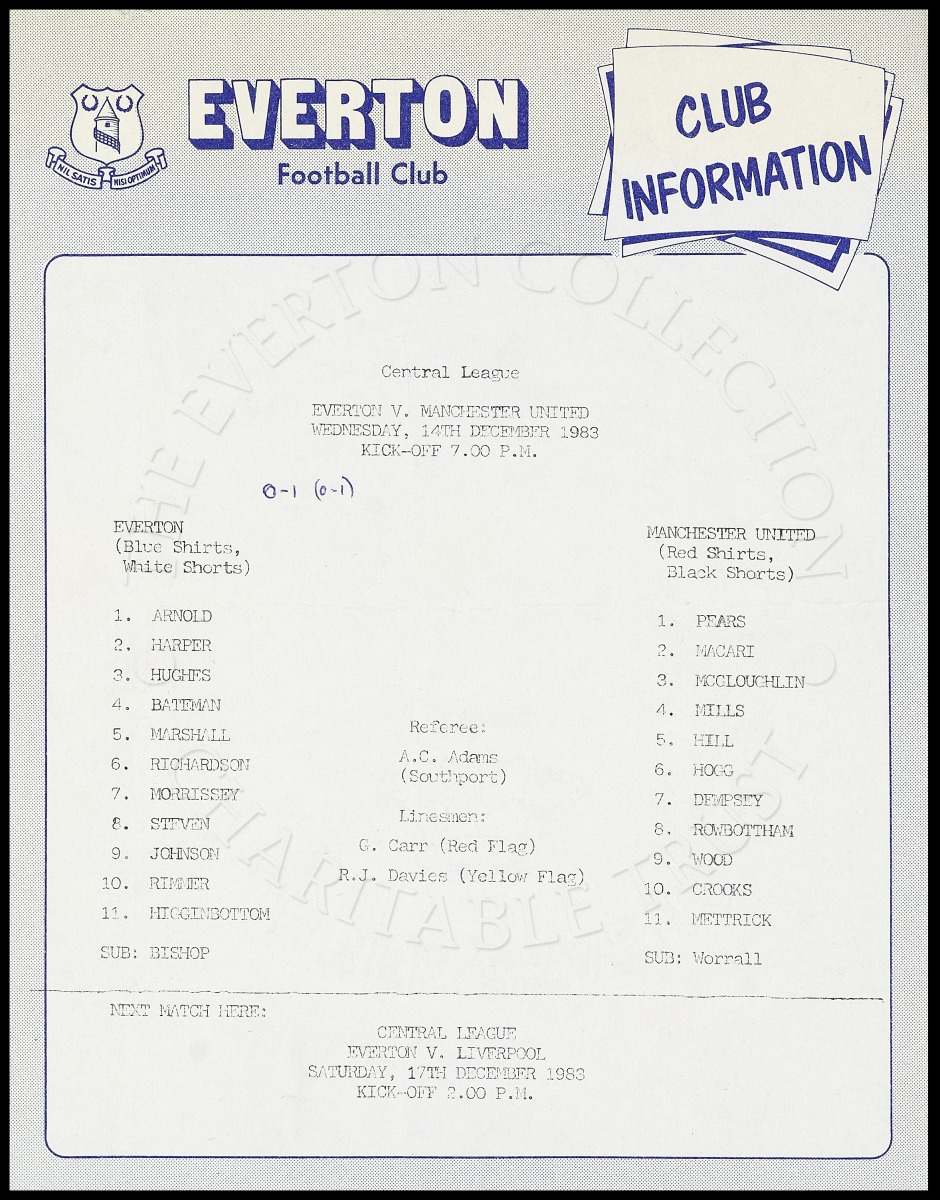 NIL SATIS NISI OPTIMUM
EVERTON
Football Club
CLUB
INFORMATION
THE EVERTON COLLECTION
CHARITABLE TRUST
Central League
EVERTON V. MANCHESTER UNITED
WEDNESDAY, 14TH DECEMBER 1983
KICK-OFF 7.00 P.M.
0-1 (0-1)
EVERTON
(Blue Shirts,
White Shorts)
1. ARNOLD
2. HARPER
3. HUGHES
4. BATEMAN
5. MARSHALL
6. RICHARDSON
7. MORRISSEY
8. STEVEN
9. JOHNSON
10. RIMMER
11. HIGGINBOTTOM
SUB: BISHOP
Referee:
A.C. Adams
(Southport)
Linesmen:
G. Carr (Red Flag)
R.J. Davies (Yellow Flag)
MANCHESTER UNITED
(Red Shirts,
Black Shorts)
1. PEARS
2. MACARI
3. MCGLOUGHLIN
4. MILLS
5. HILL
6. HOGG
7. DEMPSEY
8. ROWBOTTHAM
9. WOOD
10. CROOKS
11. METTRICK
SUB: Worrall
NEXT MATCH HERE:
CENTRAL LEAGUE
EVERTON V. LIVERPOOL
SATURDAY, 17TH DECEMBER 1983
KICK-OFF 2.00 P.M.